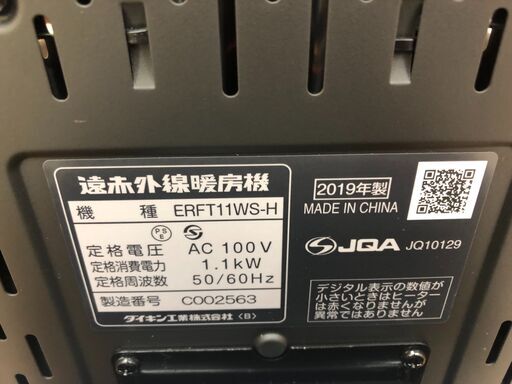 遠赤外線暖房機
機種 ERFT11WS-H
PS E
定格電圧 AC 100V
定格消費電力 1.1kW
定格周波数 50/60Hz
製造番号 C002563
ダイキン工業株式会社 〈B〉
2019年製
MADE IN CHINA
JQA JQ10129
デジタル表示の数値が
小さいときはヒーター
は赤くなりませんが
異常ではありません